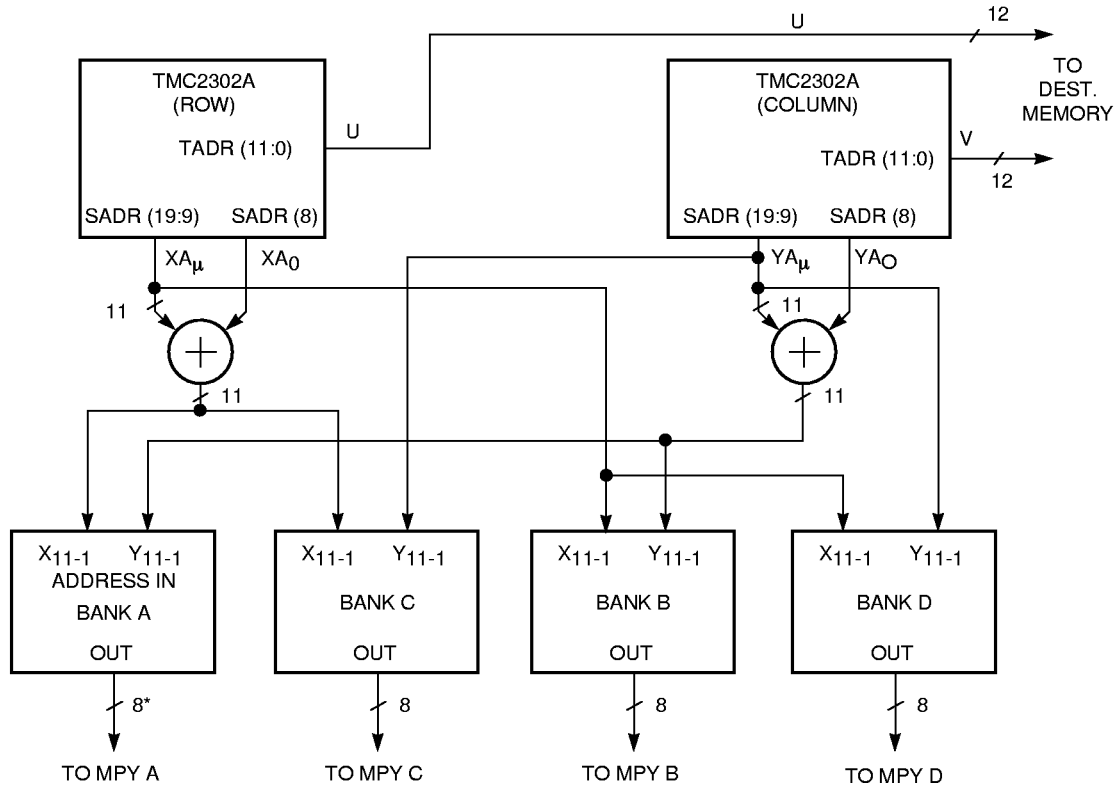 U
12
TO
DEST.
MEMORY
TMC2302A
(ROW)
TADR (11:0)
U
SADR (19:9) SADR (8)
TMC2302A
(COLUMN)
TADR (11:0)
V
12
SADR (19:9) SADR (8)
XAμ XA0
YAμ YAO
11
11
+
+
11
11
X11-1 Y11-1
ADDRESS IN
BANK A
OUT
X11-1 Y11-1
BANK C
OUT
X11-1 Y11-1
BANK B
OUT
X11-1 Y11-1
BANK D
OUT
8*
8
8
8
TO MPY A
TO MPY C
TO MPY B
TO MPY D